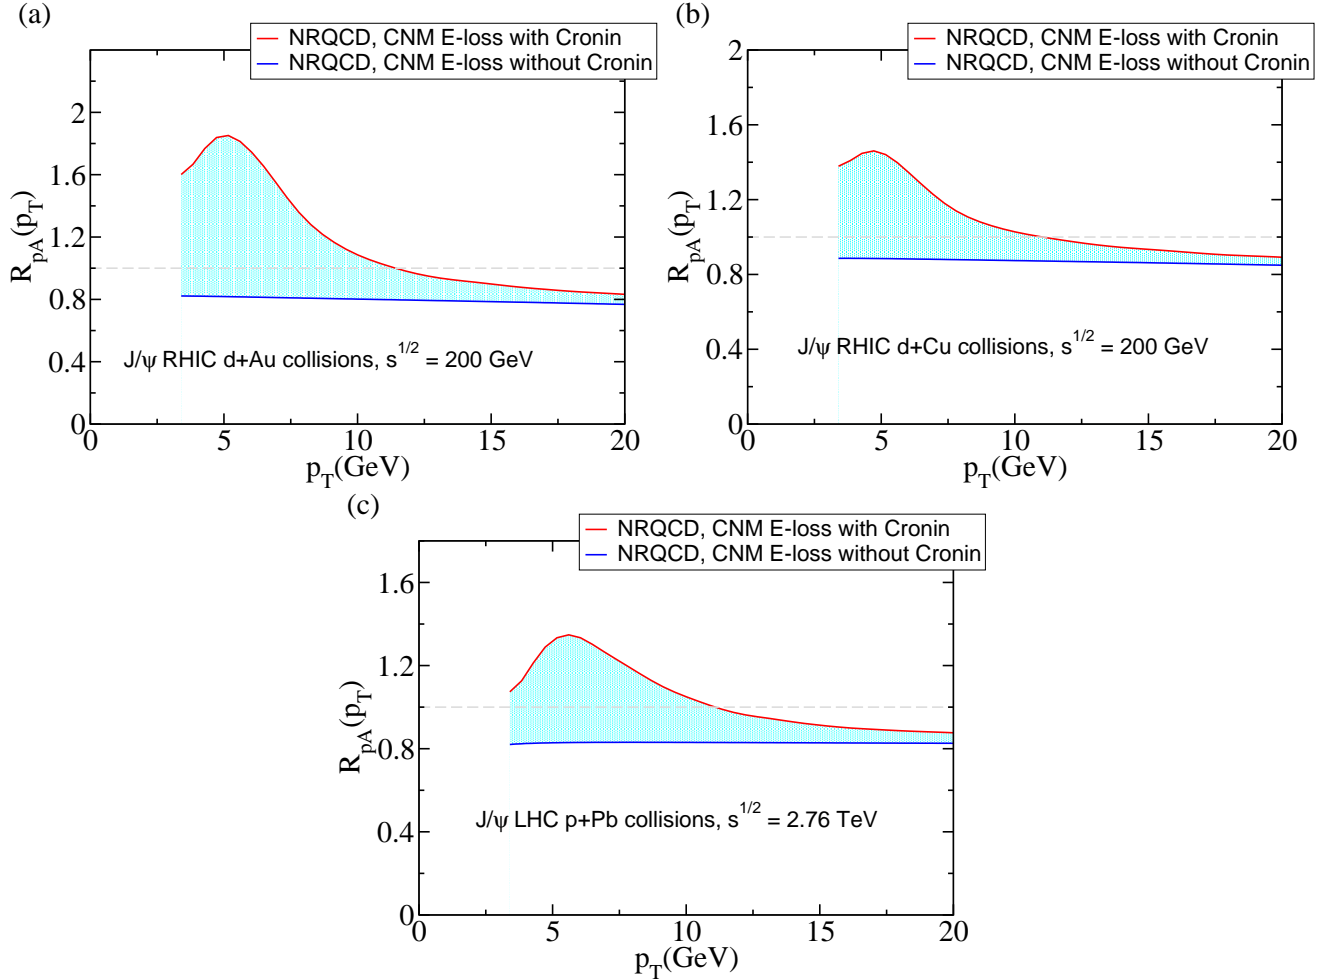 (a)
NRQCD, CNM E-loss with Cronin
NRQCD, CNM E-loss without Cronin
2
1.6
1.2
0.8
0.4
0
R_pA(p_T)
J/ψ RHIC d+Au collisions, s^1/2 = 200 GeV
0 5 10 15 20
p_T(GeV)
(b)
NRQCD, CNM E-loss with Cronin
NRQCD, CNM E-loss without Cronin
2
1.6
1.2
0.8
0.4
0
R_pA(p_T)
J/ψ RHIC d+Cu collisions, s^1/2 = 200 GeV
0 5 10 15 20
p_T(GeV)
(c)
NRQCD, CNM E-loss with Cronin
NRQCD, CNM E-loss without Cronin
1.6
1.2
0.8
0.4
0
R_pA(p_T)
J/ψ LHC p+Pb collisions, s^1/2 = 2.76 TeV
0 5 10 15 20
p_T(GeV)